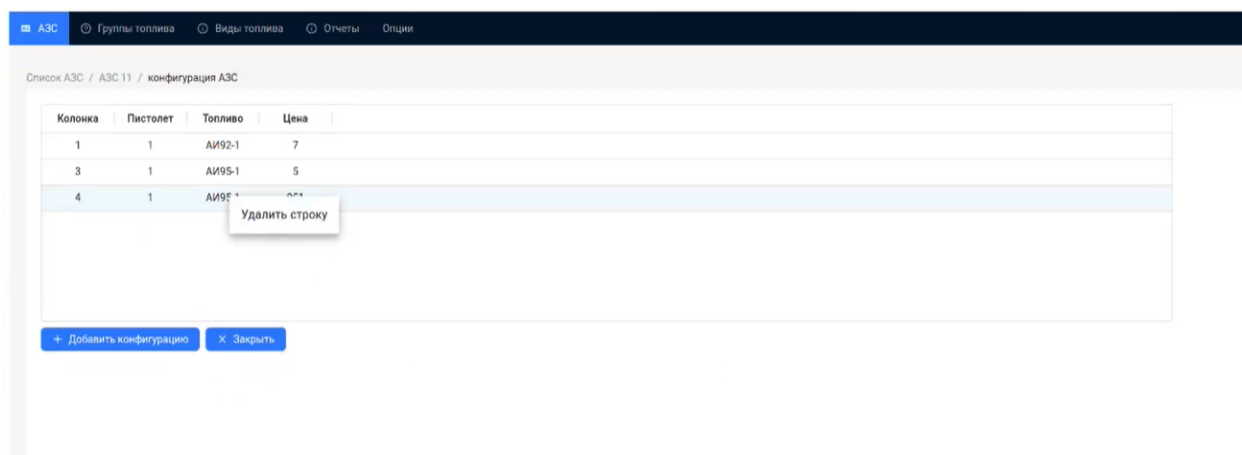 АЗС Группы топлива Виды топлива Отчеты Опции
Список АЗС / АЗС 11 / конфигурация АЗС
Колонка Пистолет Топливо Цена
1 1 АИ92-1 7
3 1 АИ95-1 5
4 1
Удалить строку
+ Добавить конфигурацию × Закрыть